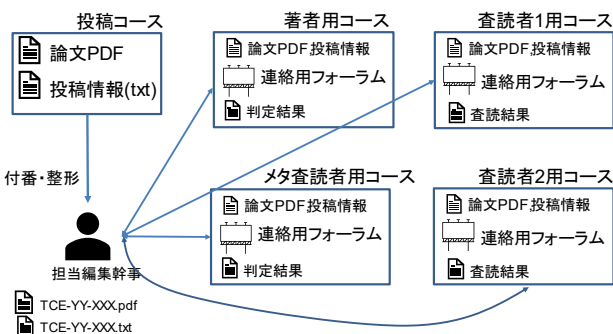 投稿コース
論文PDF
投稿情報(txt)
付番・整形
担当編集幹事
TCE-YY-XXX.pdf
TCE-YY-XXX.txt
著者用コース
論文PDF,投稿情報
連絡用フォーラム
判定結果
査読者1用コース
論文PDF,投稿情報
連絡用フォーラム
査読結果
メタ査読者用コース
論文PDF,投稿情報
連絡用フォーラム
判定結果
査読者2用コース
論文PDF,投稿情報
連絡用フォーラム
査読結果